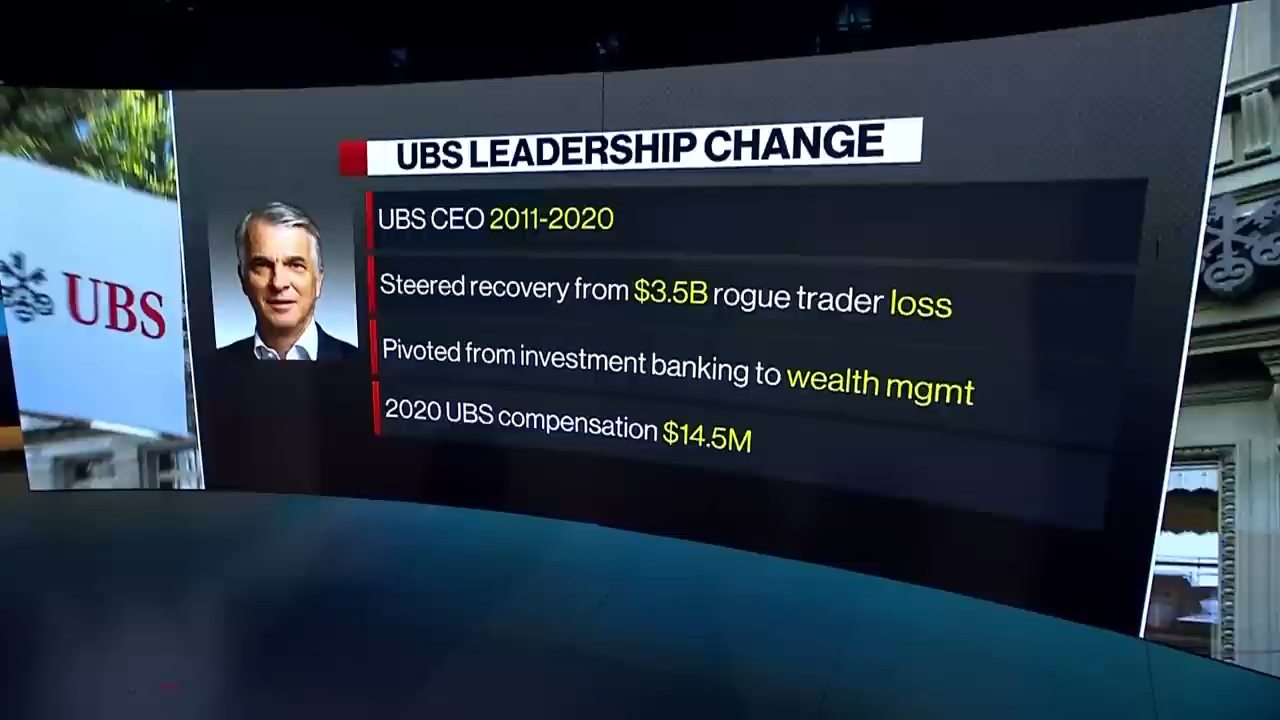 UBS LEADERSHIP CHANGE
UBS CEO 2011-2020
Steered recovery from $3.5B rogue trader loss
Pivoted from investment banking to wealth mgmt
2020 UBS compensation $14.5M
UBS